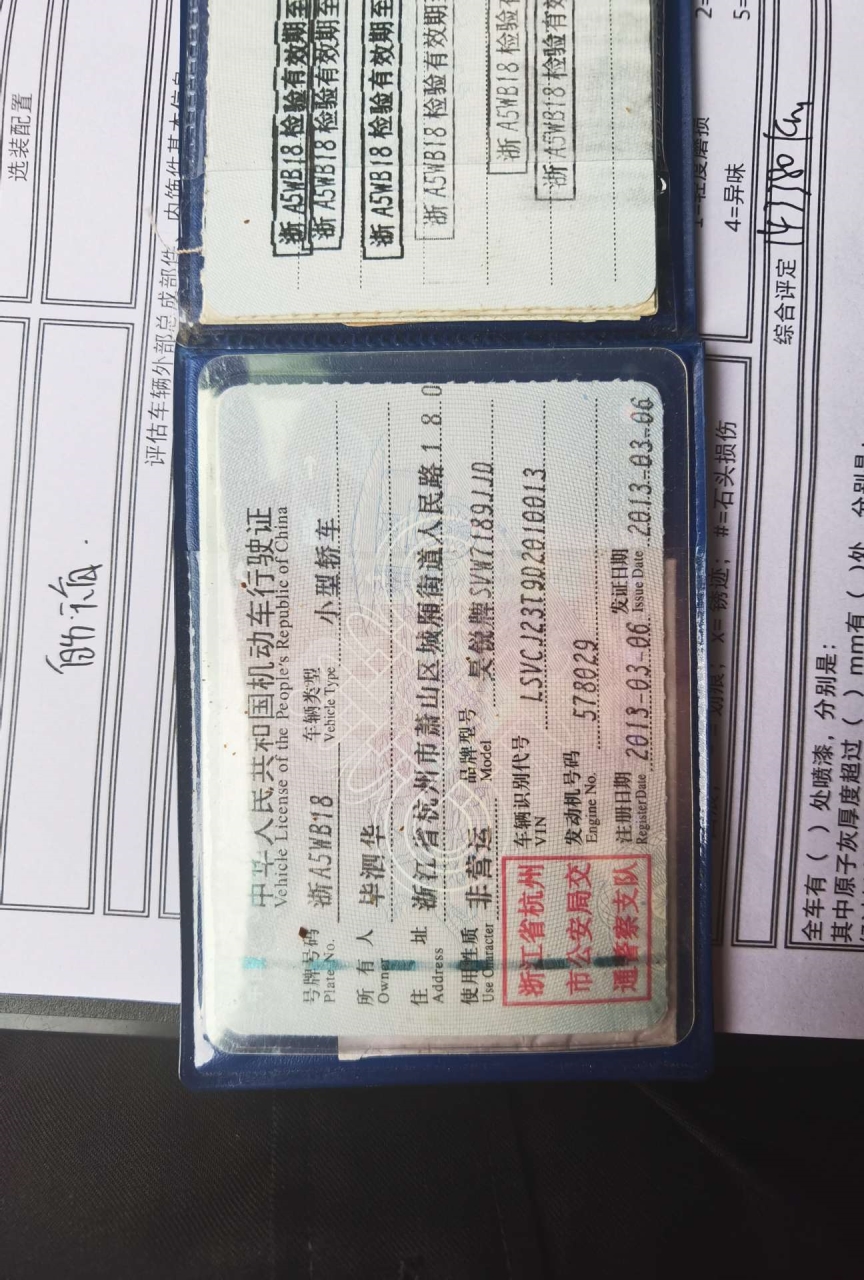 中华人民共和国机动车行驶证
Vehicle License of the People's Republic of China
号牌号码 浙A5WB18 车辆类型 小型轿车
Plate No. Vehicle Type
所有人 毕泗华
Owner
住址 浙江省杭州市萧山区城厢街道人民路180
Address
使用性质 非营运 品牌型号 昊锐牌SVW7189JJD
Use Character Model
车辆识别代号 LSVCJ23T9D2010013
VIN
发动机号码 578029
Engine No.
注册日期 2013-03-06 发证日期 2013-03-06
Register Date Issue Date
浙江省杭州
市公安局交
通警察支队
浙A5WB18 检验有效期至
浙A5WB18 检验有效期至
浙A5WB18 检验有效期至
浙A5WB18 检验有效期
浙A5WB18 检验
浙A5WB18 检验有效
选装配置
评估车辆外部总成部件、内饰件基本信息
4=异味
综合评定
锈迹; #=石头损伤
全车有 ( ) 处喷漆, 分别是:
其中原子灰厚度超过 ( ) mm有 ( )处, 分别是: